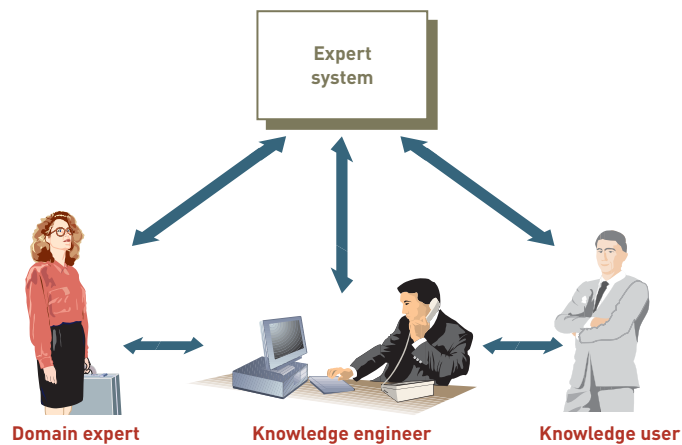 Expert
system
Domain expert
Knowledge engineer
Knowledge user